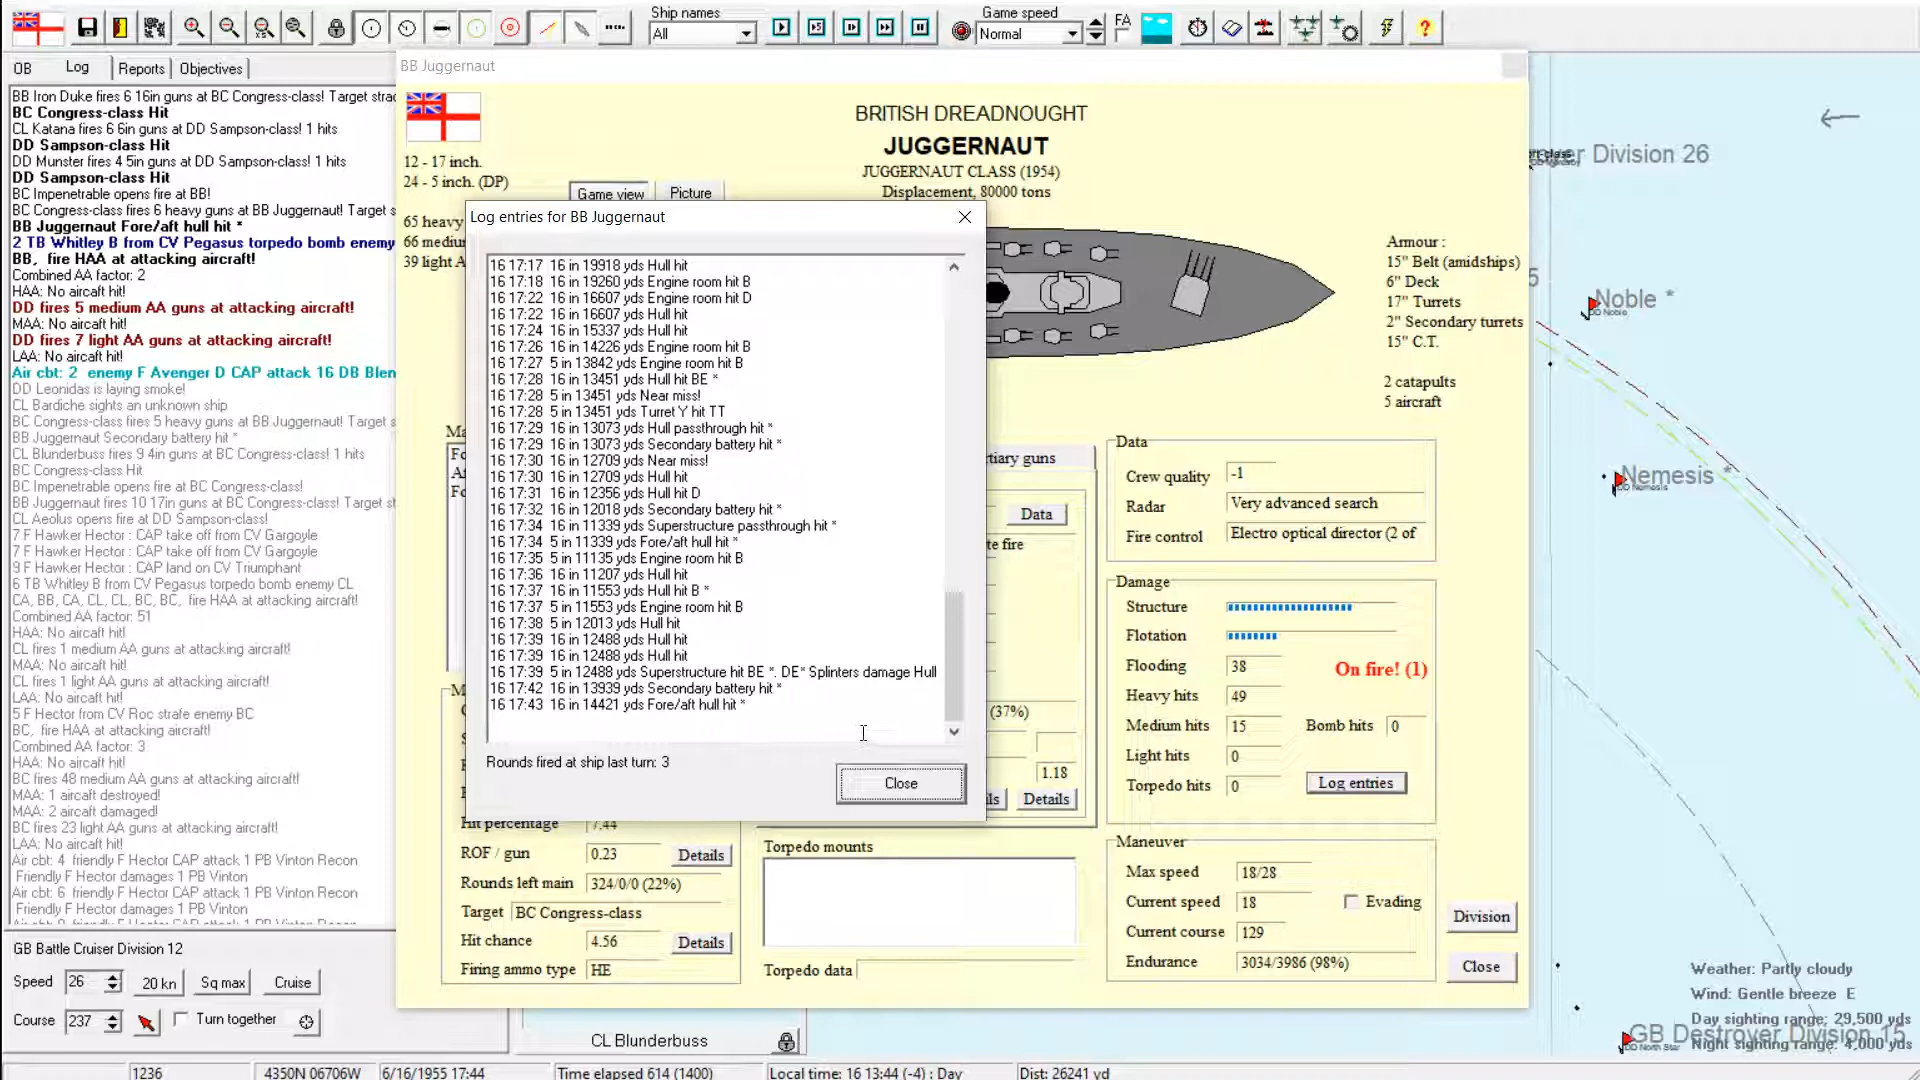 Ship names
All
Game speed
Normal
FA
OB
Log
Reports
Objectives
BB Iron Duke fires 6 16in guns at BC Congress-class! Target
BC Congress-class Hit
CL Katana fires 6 6in guns at DD Sampson-class! 1 hits
DD Sampson-class Hit
DD Munster fires 4 5in guns at DD Sampson-class! 1 hits
DD Sampson-class Hit
BC Impenetrable opens fire at BB!
BC Congress-class fires 6 heavy guns at BB Juggernaut! Target s
BB Juggernaut Fore/aft hull hit *
2 TB Whitley B from CV Pegasus torpedo bomb enemy
BB, fire HAA at attacking aircraft!
Combined AA factor: 2
HAA: No aircaft hit!
DD fires 5 medium AA guns at attacking aircraft!
MAA: No aircaft hit!
DD fires 7 light AA guns at attacking aircraft!
LAA: No aircaft hit!
Air cbt: 2 enemy F Avenger D CAP attack 16 DB Blen
DD Leonidas is laying smoke!
CL Bardiche sights an unknown ship
BC Congress-class fires 5 heavy guns at BB Juggernaut! Target s
BB Juggernaut Secondary battery hit *
CL Blunderbuss fires 9 4in guns at BC Congress-class! 1 hits
BC Congress-class Hit
BC Impenetrable opens fire at BC Congress-class!
BB Juggernaut fires 10 17in guns at BC Congress-class! Target st
CL Aeolus opens fire at DD Sampson-class!
7 F Hawker Hector : CAP take off from CV Gargoyle
7 F Hawker Hector : CAP take off from CV Gargoyle
9 F Hawker Hector : CAP land on CV Triumphant
6 TB Whitley B from CV Pegasus torpedo bomb enemy CL
CA, BB, CA, CL, CL, BC, BC, fire HAA at attacking aircraft!
Combined AA factor: 51
HAA: No aircaft hit!
CL fires 1 medium AA guns at attacking aircraft!
MAA: No aircaft hit!
CL fires 1 light AA guns at attacking aircraft!
LAA: No aircaft hit!
5 F Hector from CV Roc strafe enemy BC
BC, fire HAA at attacking aircraft!
Combined AA factor: 3
HAA: No aircaft hit!
BC fires 48 medium AA guns at attacking aircraft!
MAA: 1 aircaft destroyed!
MAA: 2 aircaft damaged!
BC fires 23 light AA guns at attacking aircraft!
LAA: No aircaft hit!
Air cbt: 4 friendly F Hector CAP attack 1 PB Vinton Recon
Friendly F Hector damages 1 PB Vinton
Air cbt: 6 friendly F Hector CAP attack 1 PB Vinton Recon
Friendly F Hector damages 1 PB Vinton
GB Battle Cruiser Division 12
Speed 26
20 kn
Sq max
Cruise
Course 237
Turn together
CL Blunderbuss
BB Juggernaut
BRITISH DREADNOUGHT
JUGGERNAUT
JUGGERNAUT CLASS (1954)
Displacement, 80000 tons
12 - 17 inch.
24 - 5 inch. (DP)
Game view
Picture
65 heavy
66 mediu
39 light A
Armour :
15" Belt (amidships)
6" Deck
17" Turrets
2" Secondary turrets
15" C.T.
2 catapults
5 aircraft
Log entries for BB Juggernaut
16 17:17 16 in 19918 yds Hull hit
16 17:18 16 in 19260 yds Engine room hit B
16 17:22 16 in 16607 yds Engine room hit D
16 17:22 16 in 16607 yds Hull hit
16 17:24 16 in 15337 yds Hull hit
16 17:26 16 in 14226 yds Engine room hit B
16 17:27 5 in 13842 yds Engine room hit B
16 17:28 16 in 13451 yds Hull hit BE *
16 17:28 5 in 13451 yds Near miss!
16 17:28 5 in 13451 yds Turret Y hit TT
16 17:29 16 in 13073 yds Hull passthrough hit *
16 17:29 16 in 13073 yds Secondary battery hit *
16 17:30 16 in 12709 yds Near miss!
16 17:30 16 in 12709 yds Hull hit
16 17:31 16 in 12356 yds Hull hit D
16 17:32 16 in 12018 yds Secondary battery hit *
16 17:34 16 in 11339 yds Superstructure passthrough hit *
16 17:34 16 in 11339 yds Fore/aft hull hit *
16 17:35 5 in 11135 yds Engine room hit B
16 17:36 16 in 11207 yds Hull hit
16 17:37 16 in 11553 yds Hull hit B *
16 17:37 5 in 11553 yds Engine room hit B
16 17:38 5 in 12013 yds Hull hit
16 17:39 16 in 12488 yds Hull hit
16 17:39 16 in 12488 yds Hull hit
16 17:39 5 in 12488 yds Superstructure hit BE *. DE* Splinters damage Hull
16 17:42 16 in 13939 yds Secondary battery hit *
16 17:43 16 in 14421 yds Fore/aft hull hit *
Rounds fired at ship last turn: 3
Close
tiary guns
Data
te fire
(37%)
1.18
Details
Hit percentage 7.44
ROF / gun 0.23 Details
Rounds left main 324/0/0 (22%)
Target BC Congress-class
Hit chance 4.56 Details
Firing ammo type HE
Torpedo mounts
Torpedo data
Data
Crew quality -1
Radar Very advanced search
Fire control Electro optical director (2 of
Damage
Structure
Flotation
Flooding 38 On fire! (1)
Heavy hits 49
Medium hits 15 Bomb hits 0
Light hits 0
Torpedo hits 0 Log entries
Maneuver
Max speed 18/28
Current speed 18 Evading
Current course 129
Endurance 3034/3986 (98%)
Division
Close
er Division 26
Noble *
DD Noble
Nemesis *
DD Nemesis
Weather: Partly cloudy
Wind: Gentle breeze E
Day sighting range: 29,500 yds
GB Destroyer Division 15
DD North Star
Night sighting range: 4,000 yds
1236
4350N 06706W
6/16/1955 17:44
Time elapsed 614 (1400)
Local time: 16 13:44 (-4) : Day
Dist: 26241 yd